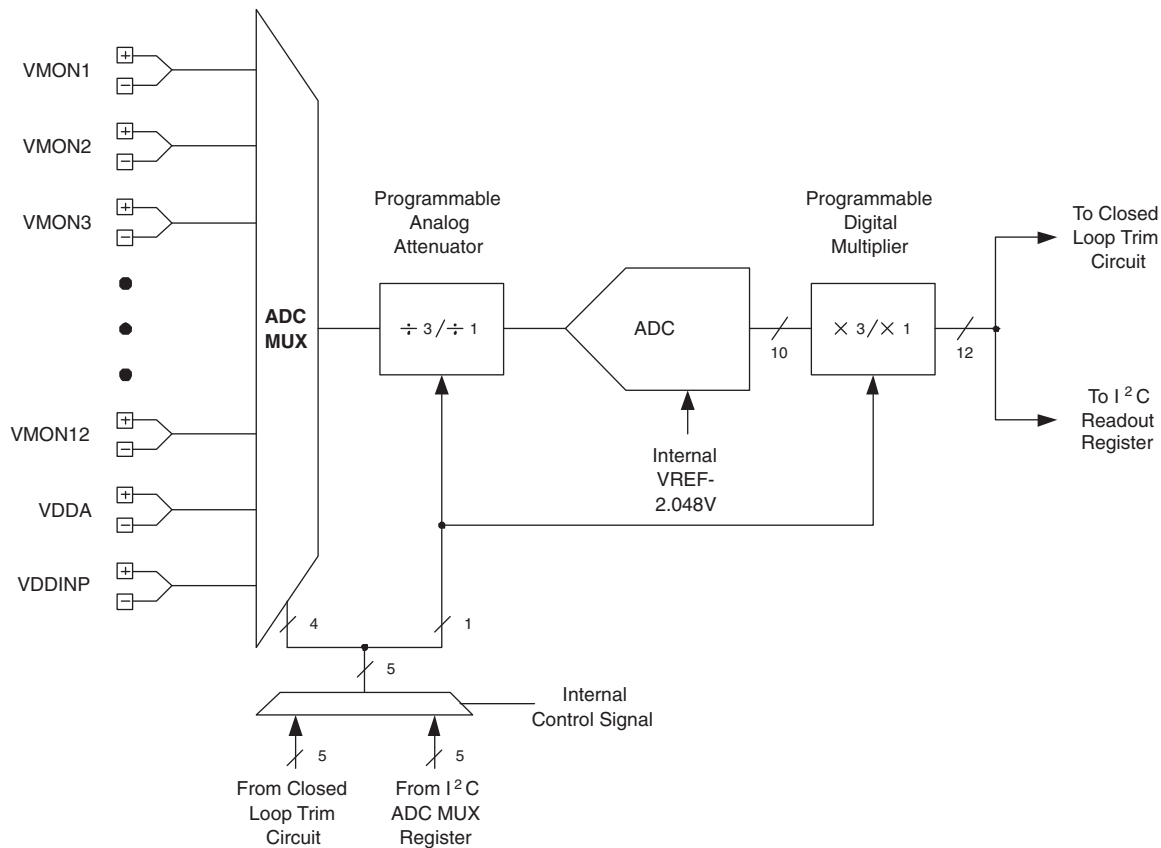 VMON1
+
−
VMON2
+
−
VMON3
+
−
VMON12
+
−
VDDA
+
−
VDDINP
+
−
ADC
MUX
Programmable
Analog
Attenuator
÷ 3/÷ 1
ADC
10
Internal
VREF-
2.048V
Programmable
Digital
Multiplier
× 3/× 1
12
To Closed
Loop Trim
Circuit
To I²C
Readout
Register
4
1
5
Internal
Control Signal
5
5
From Closed
Loop Trim
Circuit
From I²C
ADC MUX
Register